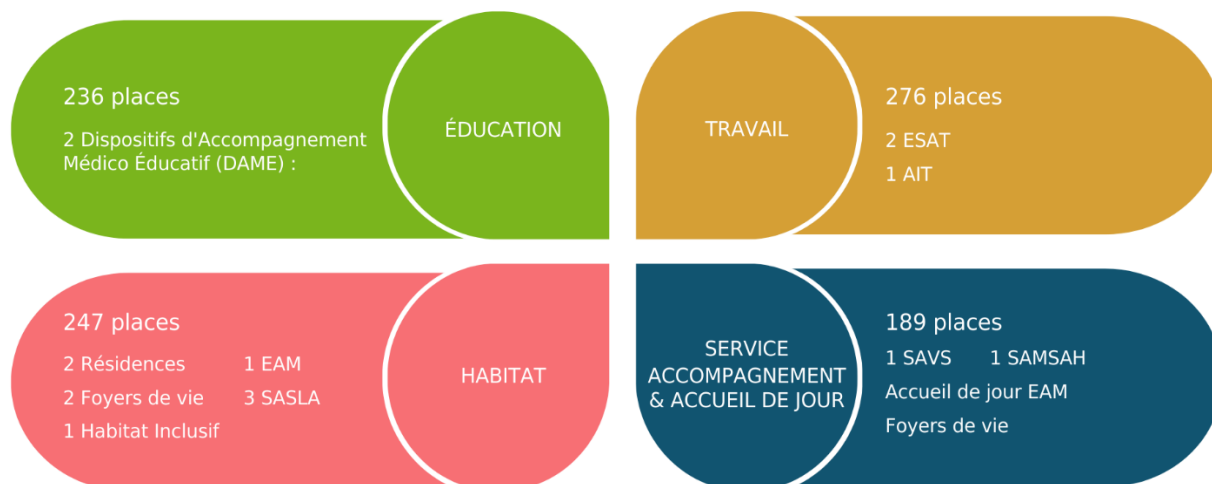 236 places
2 Dispositifs d'Accompagnement
Médico Éducatif (DAME) :
ÉDUCATION
TRAVAIL
276 places
2 ESAT
1 AIT
247 places
2 Résidences 1 EAM
2 Foyers de vie 3 SASLA
1 Habitat Inclusif
HABITAT
SERVICE
ACCOMPAGNEMENT
& ACCUEIL DE JOUR
189 places
1 SAVS 1 SAMSAH
Accueil de jour EAM
Foyers de vie